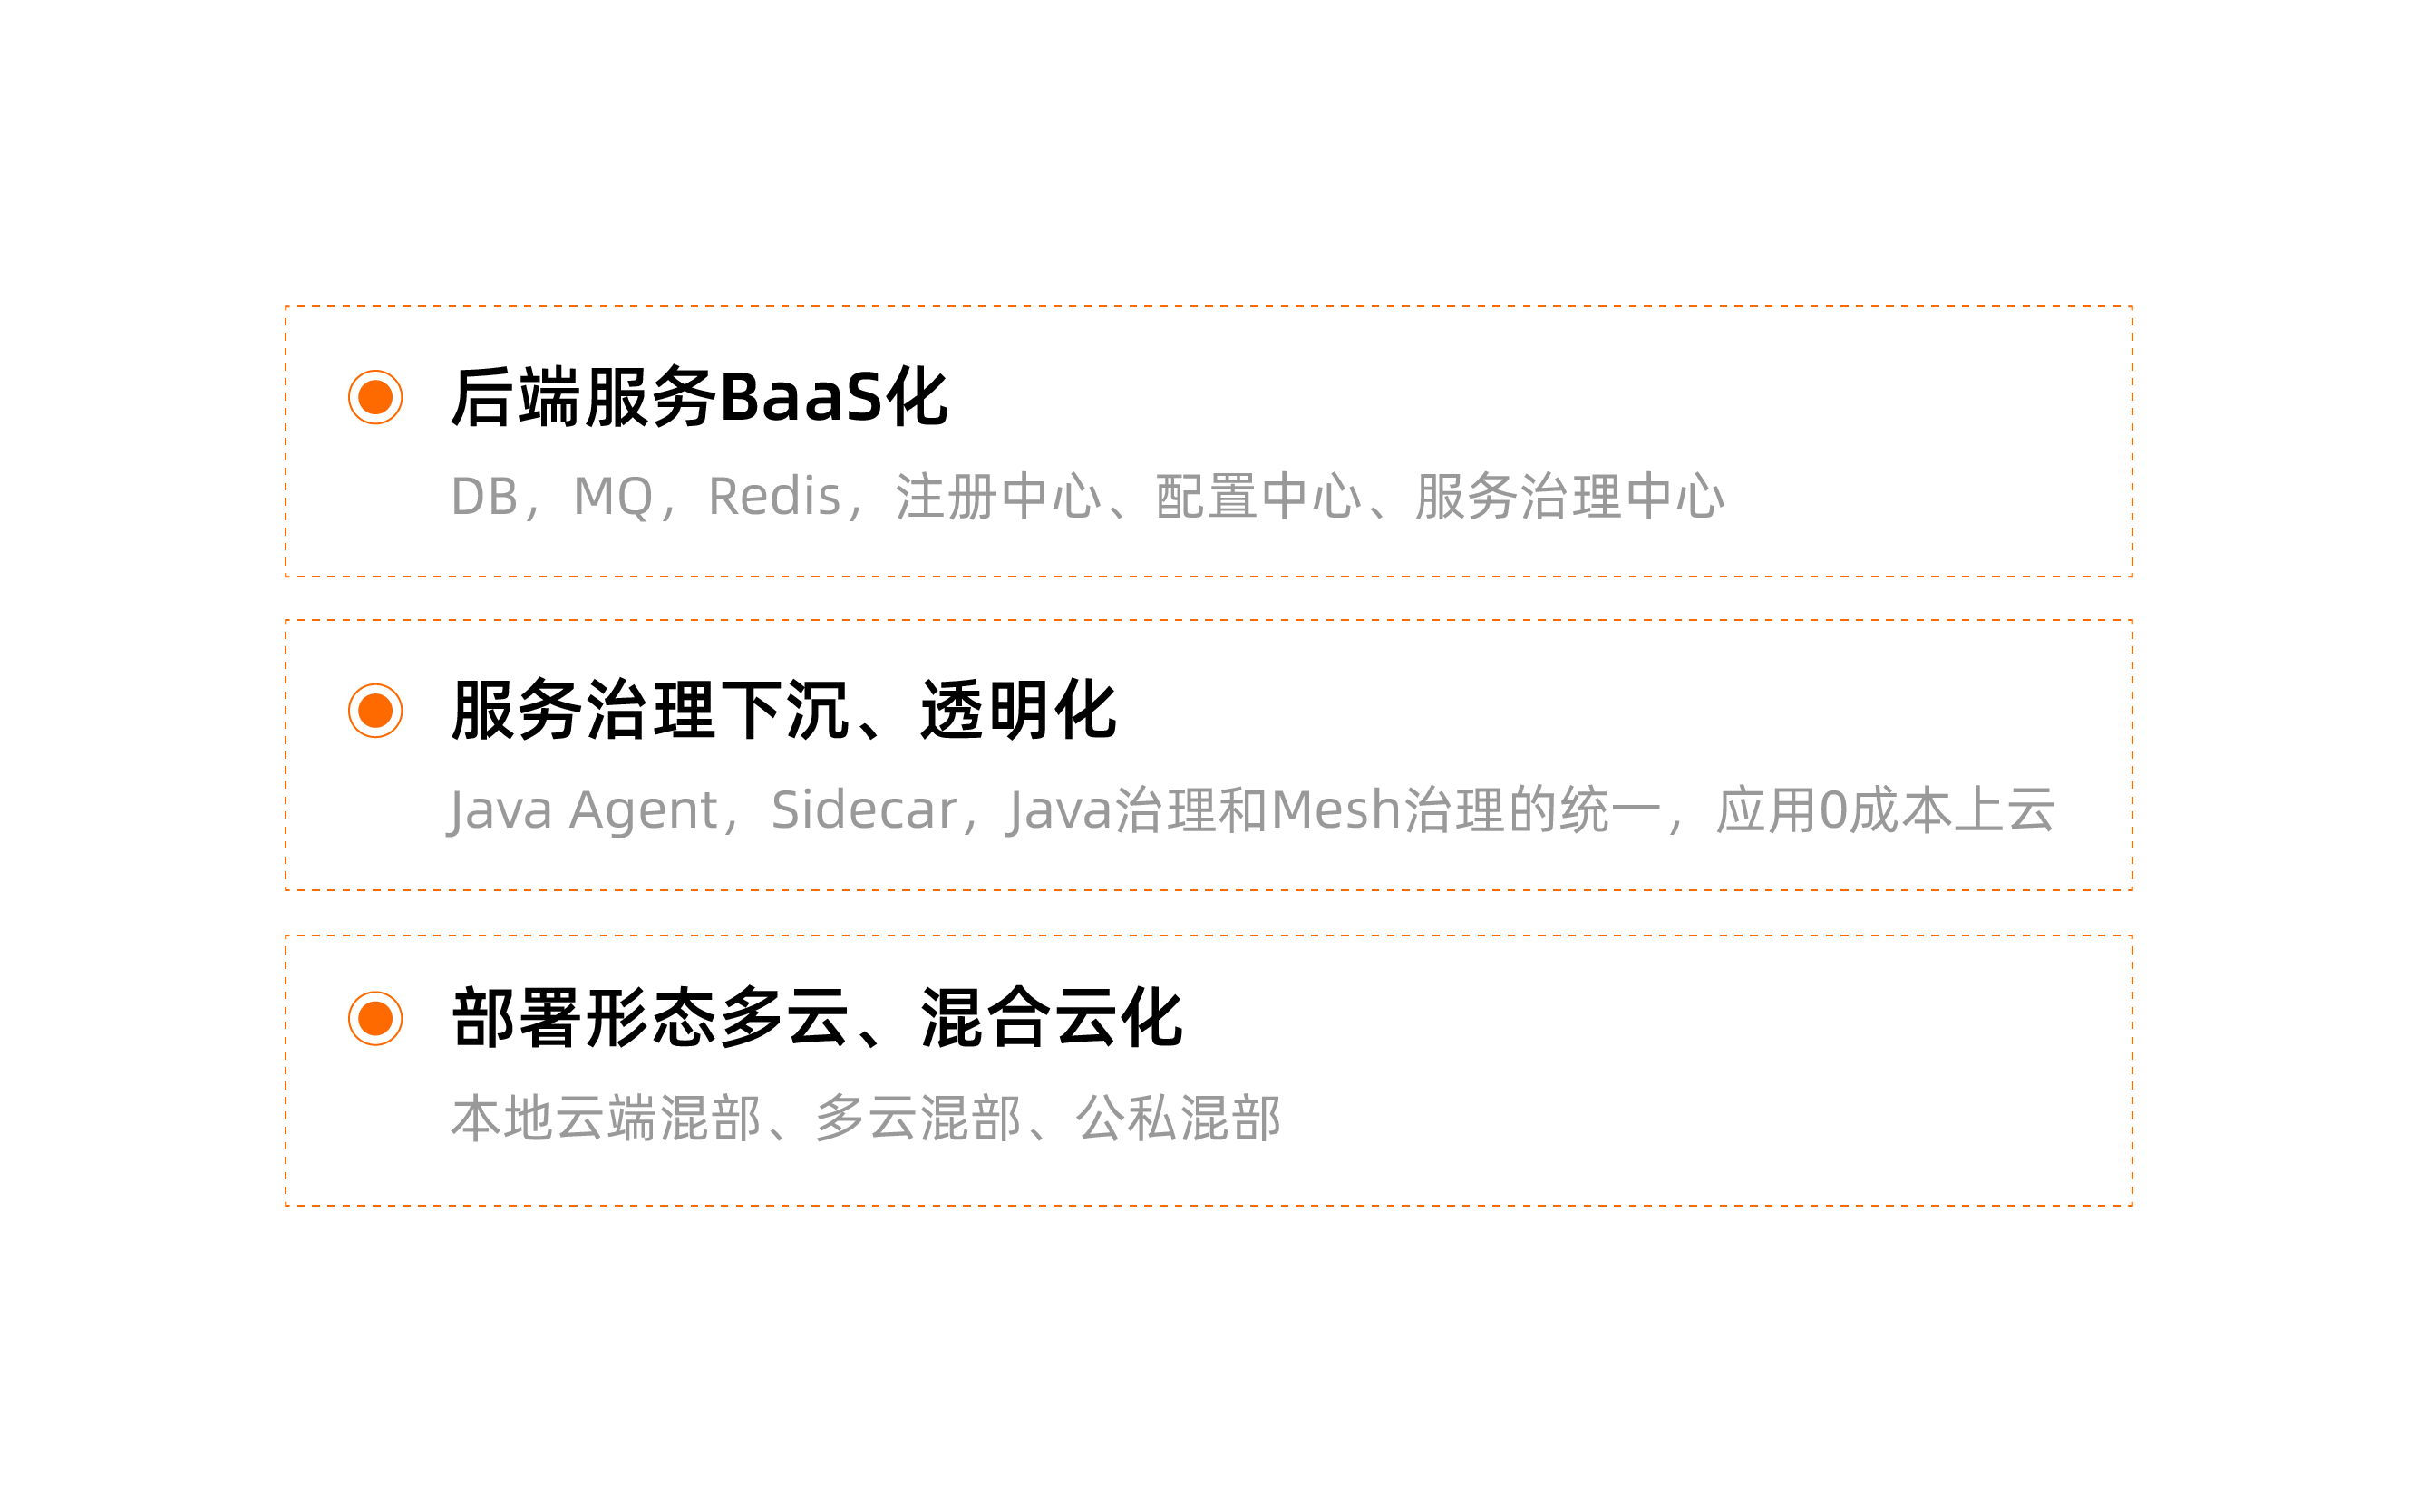 后端服务BaaS化
DB，MQ，Redis，注册中心、配置中心、服务治理中心
服务治理下沉、透明化
Java Agent， Sidecar，Java治理和Mesh治理的统一，应用0成本上云
部署形态多云、混合云化
本地云端混部、多云混部、公私混部